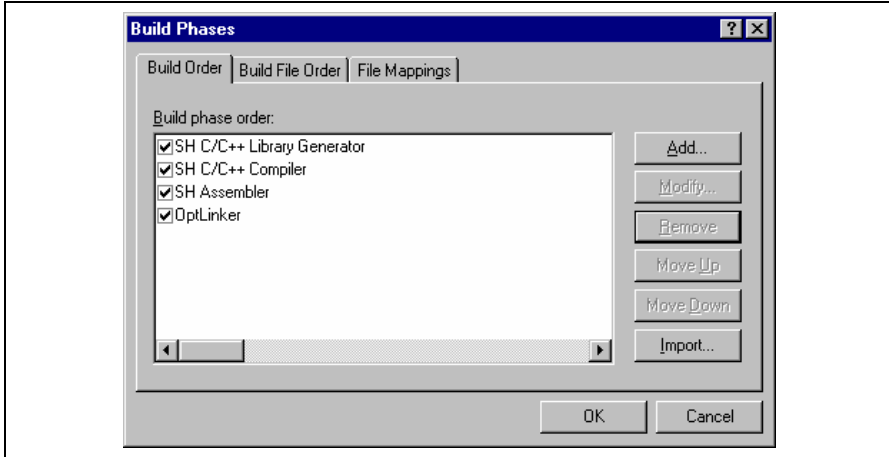 Build Phases
Build Order
Build File Order
File Mappings
Build phase order:
SH C/C++ Library Generator
SH C/C++ Compiler
SH Assembler
OptLinker
Add...
Modify...
Remove
Move Up
Move Down
Import...
OK
Cancel